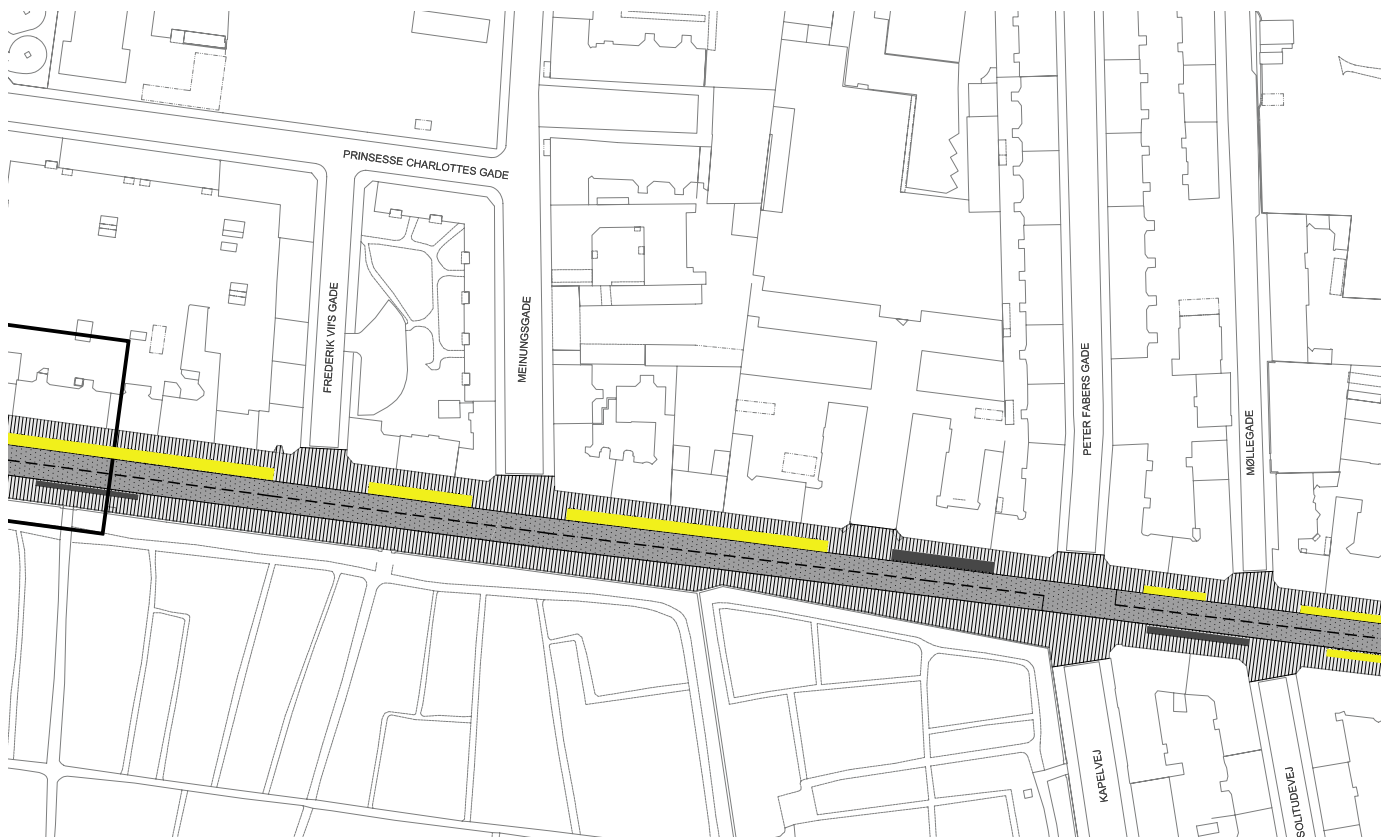 PRINSESSE CHARLOTTES GADE
FREDERIK VII'S GADE
MEINUNGSGADE
PETER FABERS GADE
MØLLEGADE
KAPELVEJ
SOLITUDEVEJ